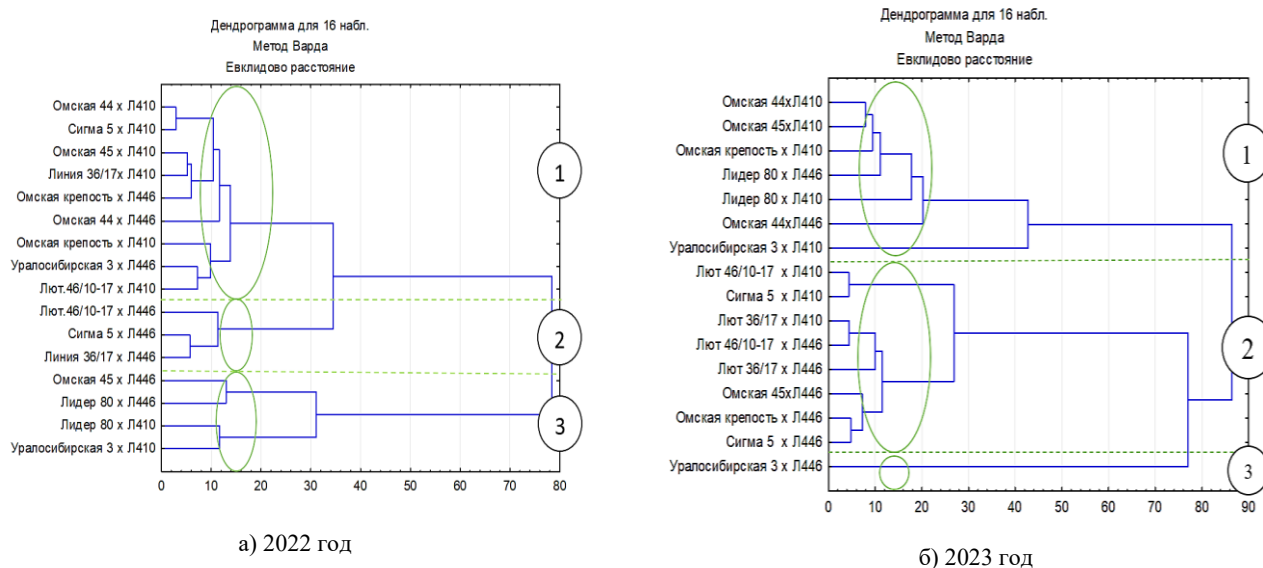 Дендрограмма для 16 набл.
Метод Варда
Евклидово расстояние
Омская 44 x Л410
Сигма 5 x Л410
Омская 45 x Л410
Линия 36/17x Л410
Омская крепость x Л446
Омская 44 x Л446
Омская крепость x Л410
Уралосибирская 3 x Л446
Лют.46/10-17 x Л410
Лют.46/10-17 x Л446
Сигма 5 x Л446
Линия 36/17 x Л446
Омская 45 x Л446
Лидер 80 x Л446
Лидер 80 x Л410
Уралосибирская 3 x Л410
1
2
3
0 10 20 30 40 50 60 70 80
а) 2022 год
Дендрограмма для 16 набл.
Метод Варда
Евклидово расстояние
Омская 44xЛ410
Омская 45xЛ410
Омская крепость x Л410
Лидер 80 x Л446
Лидер 80 x Л410
Омская 44xЛ446
Уралосибирская 3 x Л410
Лют 46/10-17 x Л410
Сигма 5 x Л410
Лют 36/17 x Л410
Лют 46/10-17 x Л446
Лют 36/17 x Л446
Омская 45xЛ446
Омская крепость x Л446
Сигма 5 x Л446
Уралосибирская 3 x Л446
1
2
3
0 10 20 30 40 50 60 70 80 90
б) 2023 год